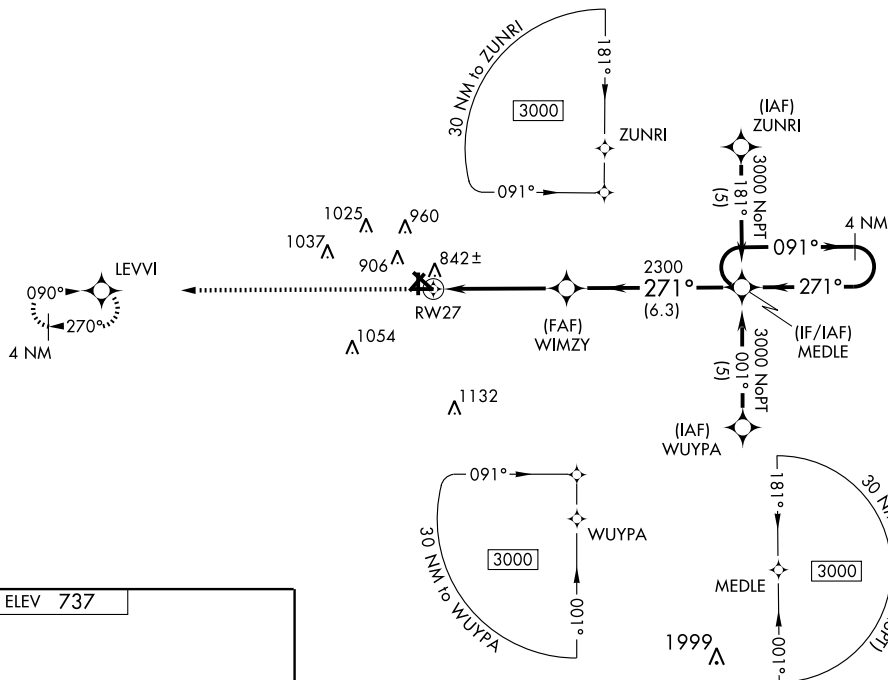 30 NM to ZUNRI
181°
3000
ZUNRI
091°
(IAF)
ZUNRI
3000 NoPT
181°
(5)
4 NM
091°
271°
1025
960
1037
906
842±
LEVVI
090°
270°
4 NM
RW27
2300
271°
(6.3)
(FAF)
WIMZY
(IF/IAF)
MEDLE
1054
3000 NoPT
001°
(5)
1132
(IAF)
WUYPA
091°
WUYPA
3000
001°
30 NM to WUYPA
181°
30 NM
3000
MEDLE
001°
1999
ELEV 737